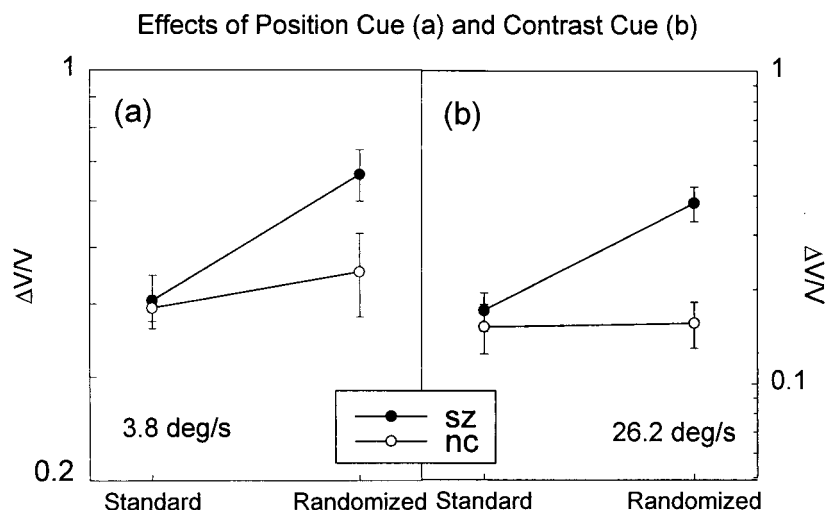 Effects of Position Cue (a) and Contrast Cue (b)
1
1
(a)
(b)
ΔV/V
ΔV/V
0.1
3.8 deg/s
sz
nc
26.2 deg/s
0.2
Standard
Randomized
Standard
Randomized